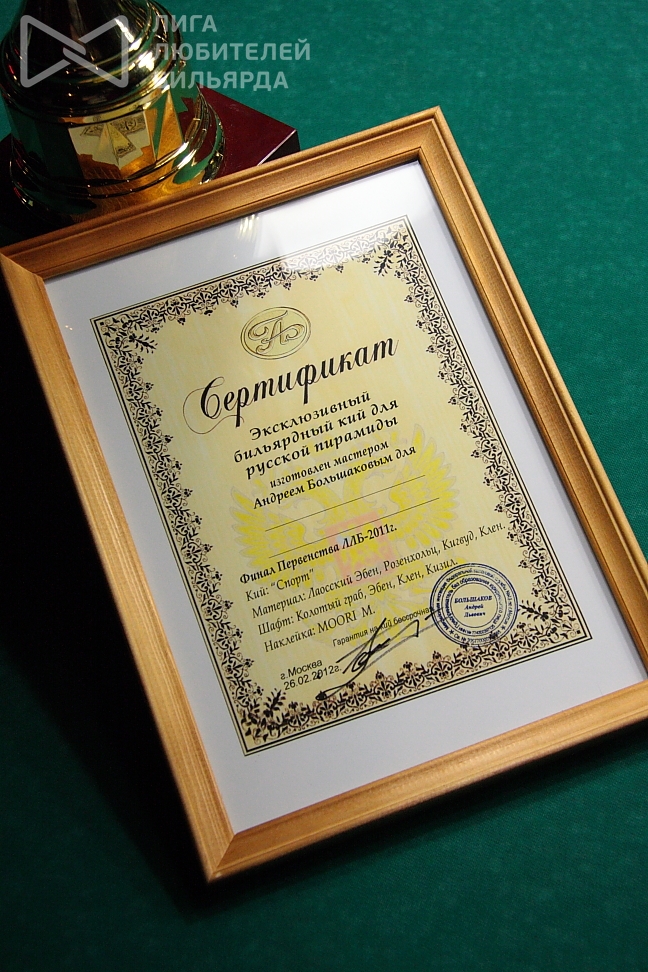 ЛИГА
ЛЮБИТЕЛЕЙ
БИЛЬЯРДА
Сертификат
Эксклюзивный
бильярдный кий для
русской пирамиды
изготовлен мастером
Андреем Большаковым для
Финал Первенства ЛЛБ-2011г.
Кий: "Спорт"
Материал: Лаосский Эбен, Розенхольц, Кигвуд, Клен.
Шафт: Колотый граб, Эбен, Клен, Кизил.
Наклейка: MOORI M.
Гарантия на кий бессрочная
БОЛЬШАКОВ
Андрей
Львович
г.Москва
26.02.2012г.